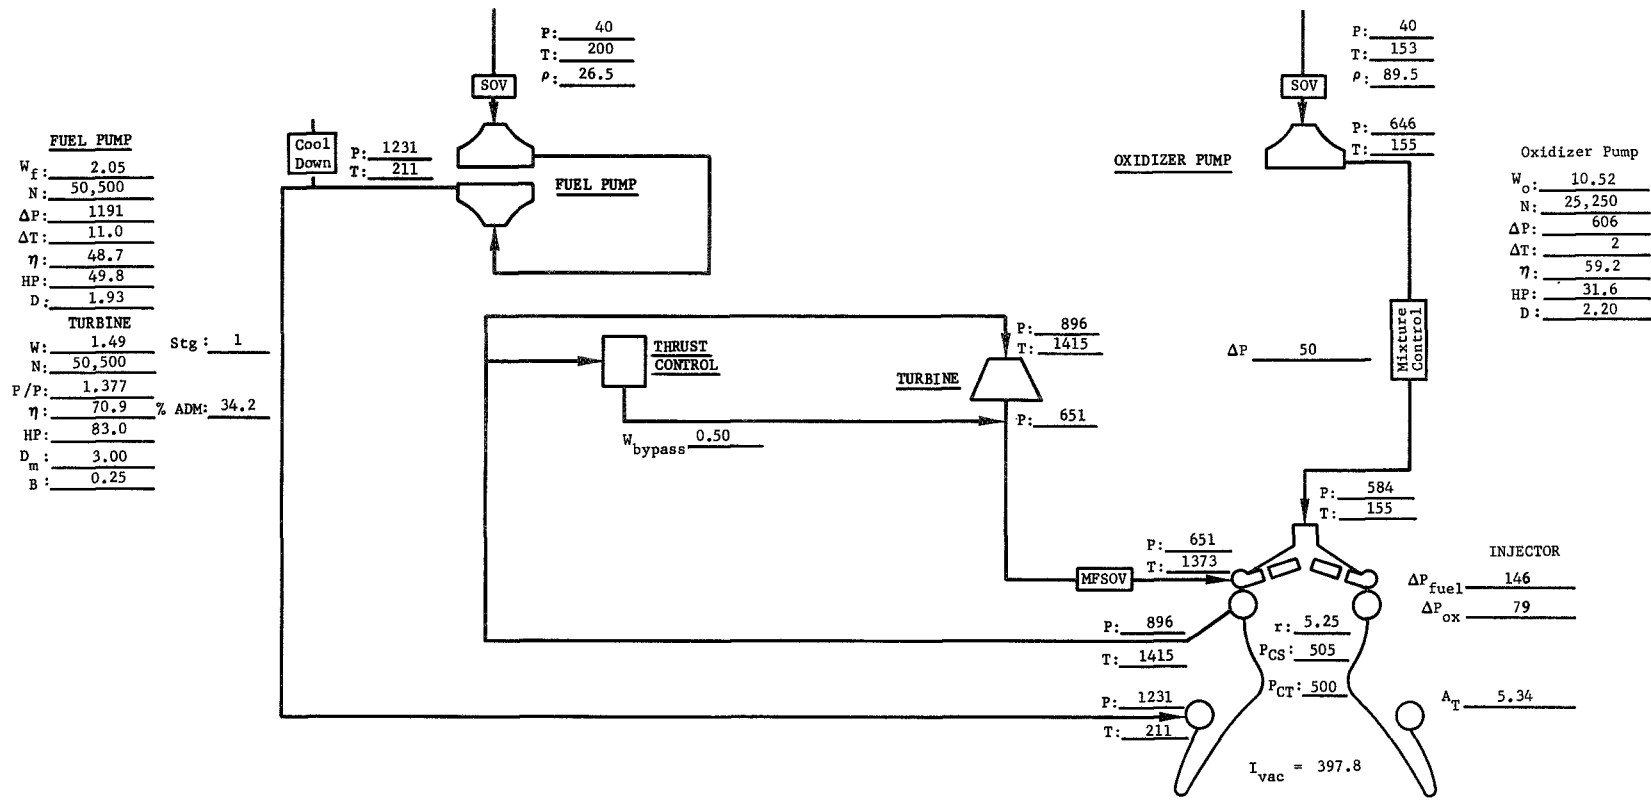 P: 40
T: 200
ρ: 26.5
SOV
P: 40
T: 153
ρ: 89.5
SOV
FUEL PUMP
W_f: 2.05
N: 50,500
ΔP: 1191
ΔT: 11.0
η: 48.7
HP: 49.8
D: 1.93
TURBINE
W: 1.49
N: 50,500
P/P: 1.377
η: 70.9
HP: 83.0
D_m: 3.00
B: 0.25
Stg: 1
% ADM: 34.2
Cool
Down
P: 1231
T: 211
FUEL PUMP
OXIDIZER PUMP
P: 646
T: 155
Oxidizer Pump
W_o: 10.52
N: 25,250
ΔP: 606
ΔT: 2
η: 59.2
HP: 31.6
D: 2.20
THRUST
CONTROL
W_bypass 0.50
P: 896
T: 1415
TURBINE
P: 651
ΔP 50
Mixture
Control
P: 584
T: 155
P: 651
T: 1373
MFSOV
INJECTOR
ΔP_fuel 146
ΔP_ox 79
P: 896
T: 1415
r: 5.25
P_CS: 505
P_CT: 500
A_T 5.34
P: 1231
T: 211
I_vac = 397.8